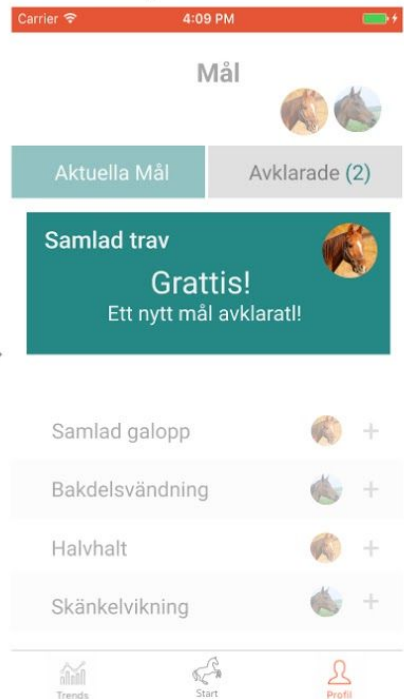 Carrier 4:09 PM
Mål
Aktuella Mål Avklarade (2)
Samlad trav
Grattis!
Ett nytt mål avklaratl!
Samlad galopp +
Bakdelsvändning +
Halvhalt +
Skänkelvikning +
Trends Start Profil